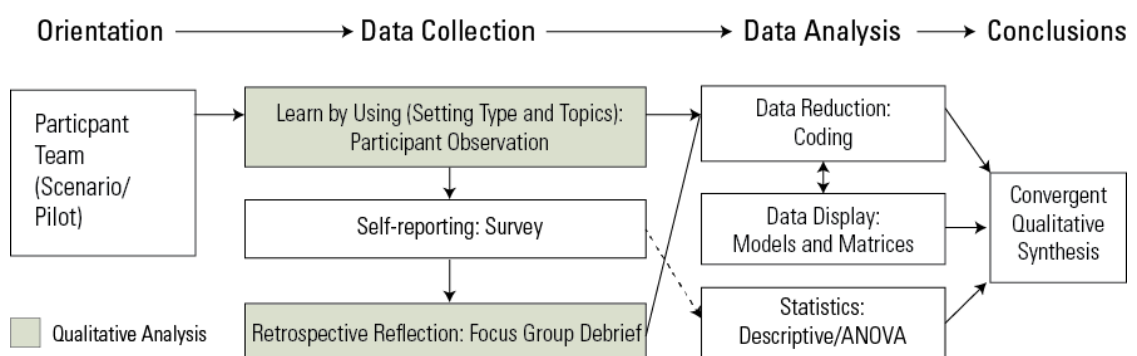 Orientation
Data Collection
Data Analysis
Conclusions
Particpant
Team
(Scenario/
Pilot)
Learn by Using (Setting Type and Topics):
Participant Observation
Self-reporting: Survey
Retrospective Reflection: Focus Group Debrief
Data Reduction:
Coding
Data Display:
Models and Matrices
Statistics:
Descriptive/ANOVA
Convergent
Qualitative
Synthesis
Qualitative Analysis